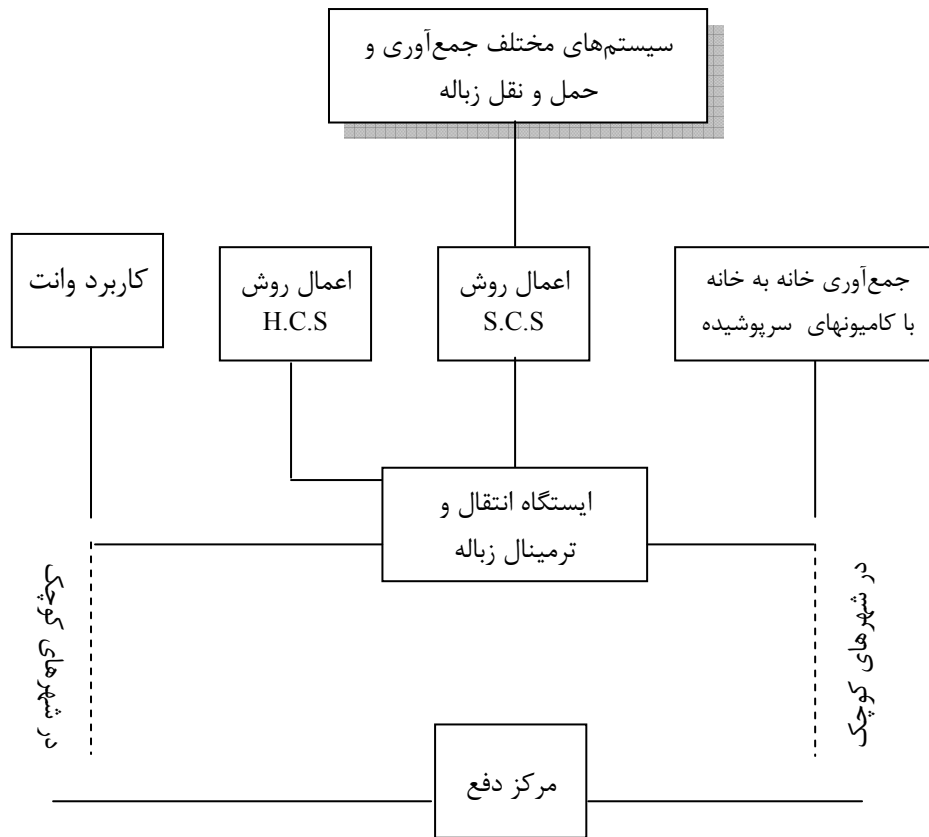 سیستم‌های مختلف جمع‌آوری و
حمل و نقل زباله
جمع‌آوری خانه به خانه
با کامیونهای سرپوشیده
اعمال روش
S.C.S
اعمال روش
H.C.S
کاربرد وانت
ایستگاه انتقال و
ترمینال زباله
در شهرهای کوچک
در شهرهای کوچک
مرکز دفع